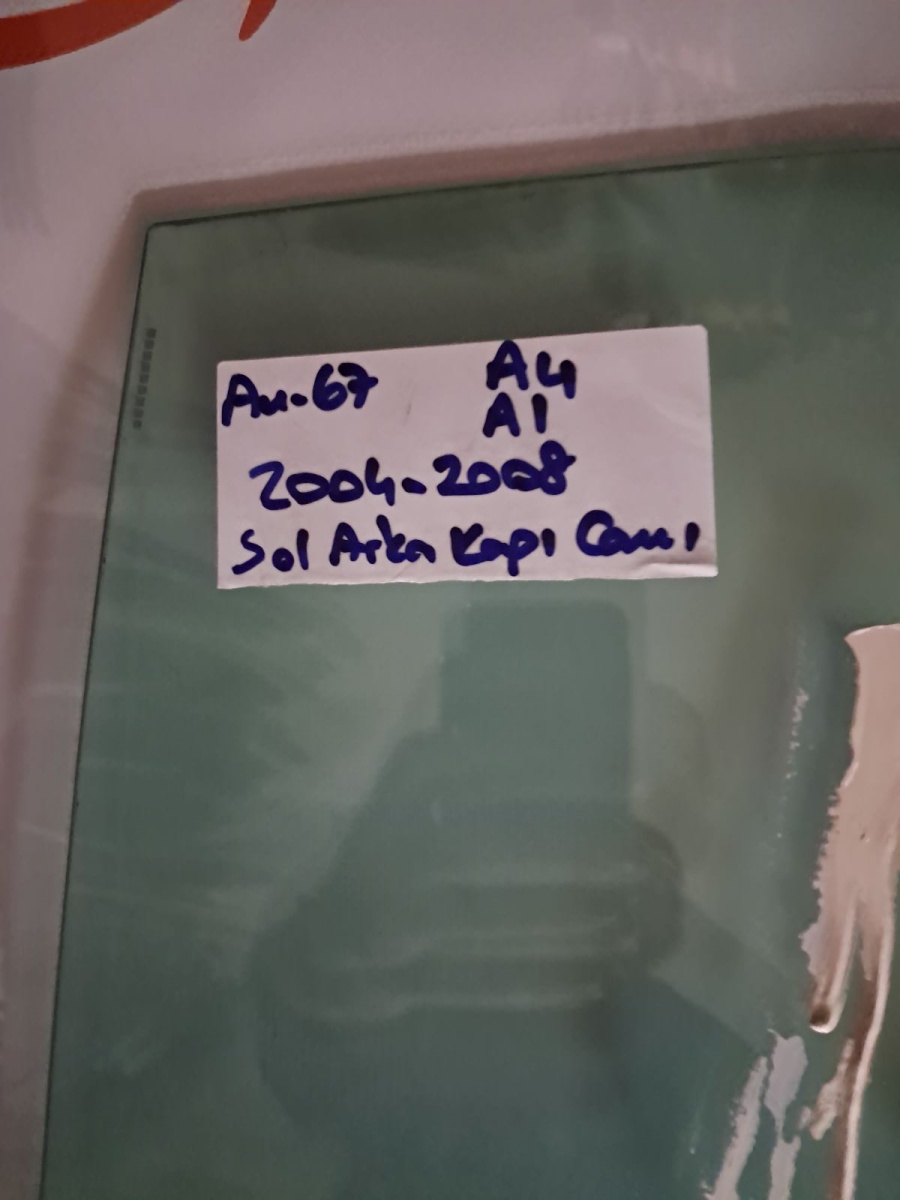 Au-67 A4
A1
2004-2008
Sol Arka Kapı Camı